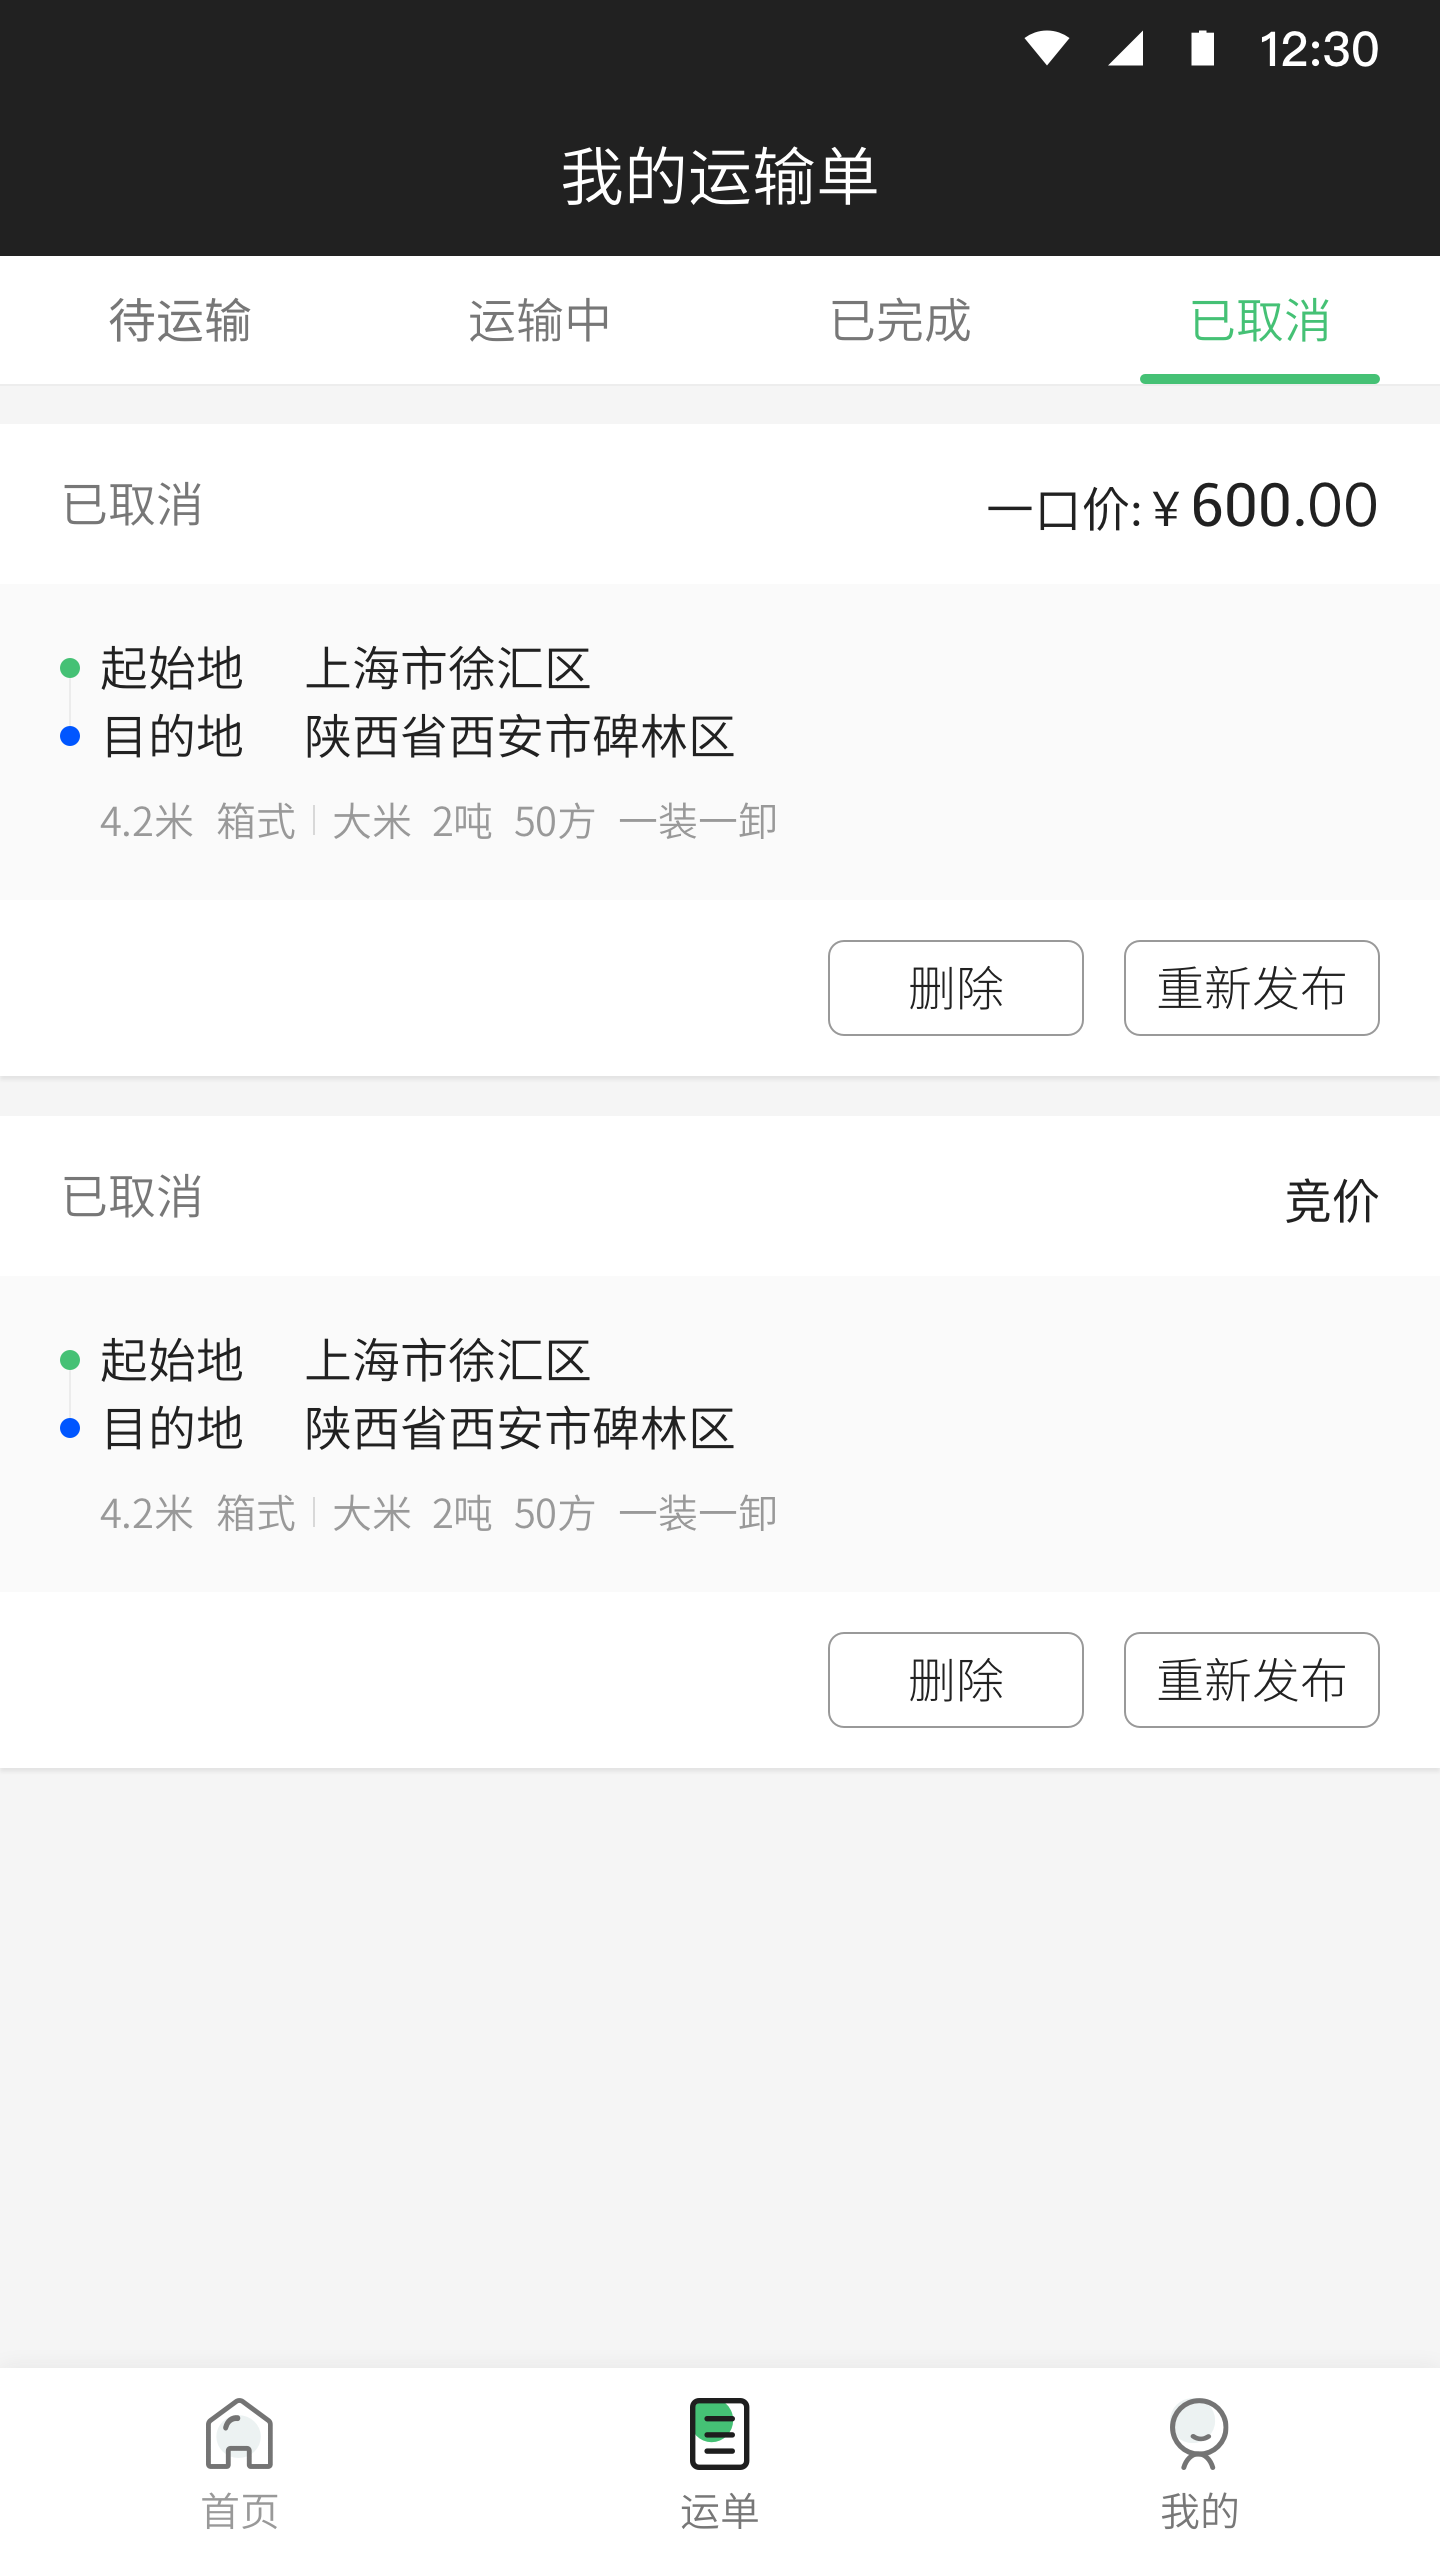 12:30
我的运输单
待运输 运输中 已完成 已取消
已取消 一口价: ¥ 600.00
起始地 上海市徐汇区
目的地 陕西省西安市碑林区
4.2米 箱式 大米 2吨 50方 一装一卸
删除 重新发布
已取消 竞价
起始地 上海市徐汇区
目的地 陕西省西安市碑林区
4.2米 箱式 大米 2吨 50方 一装一卸
删除 重新发布
首页 运单 我的